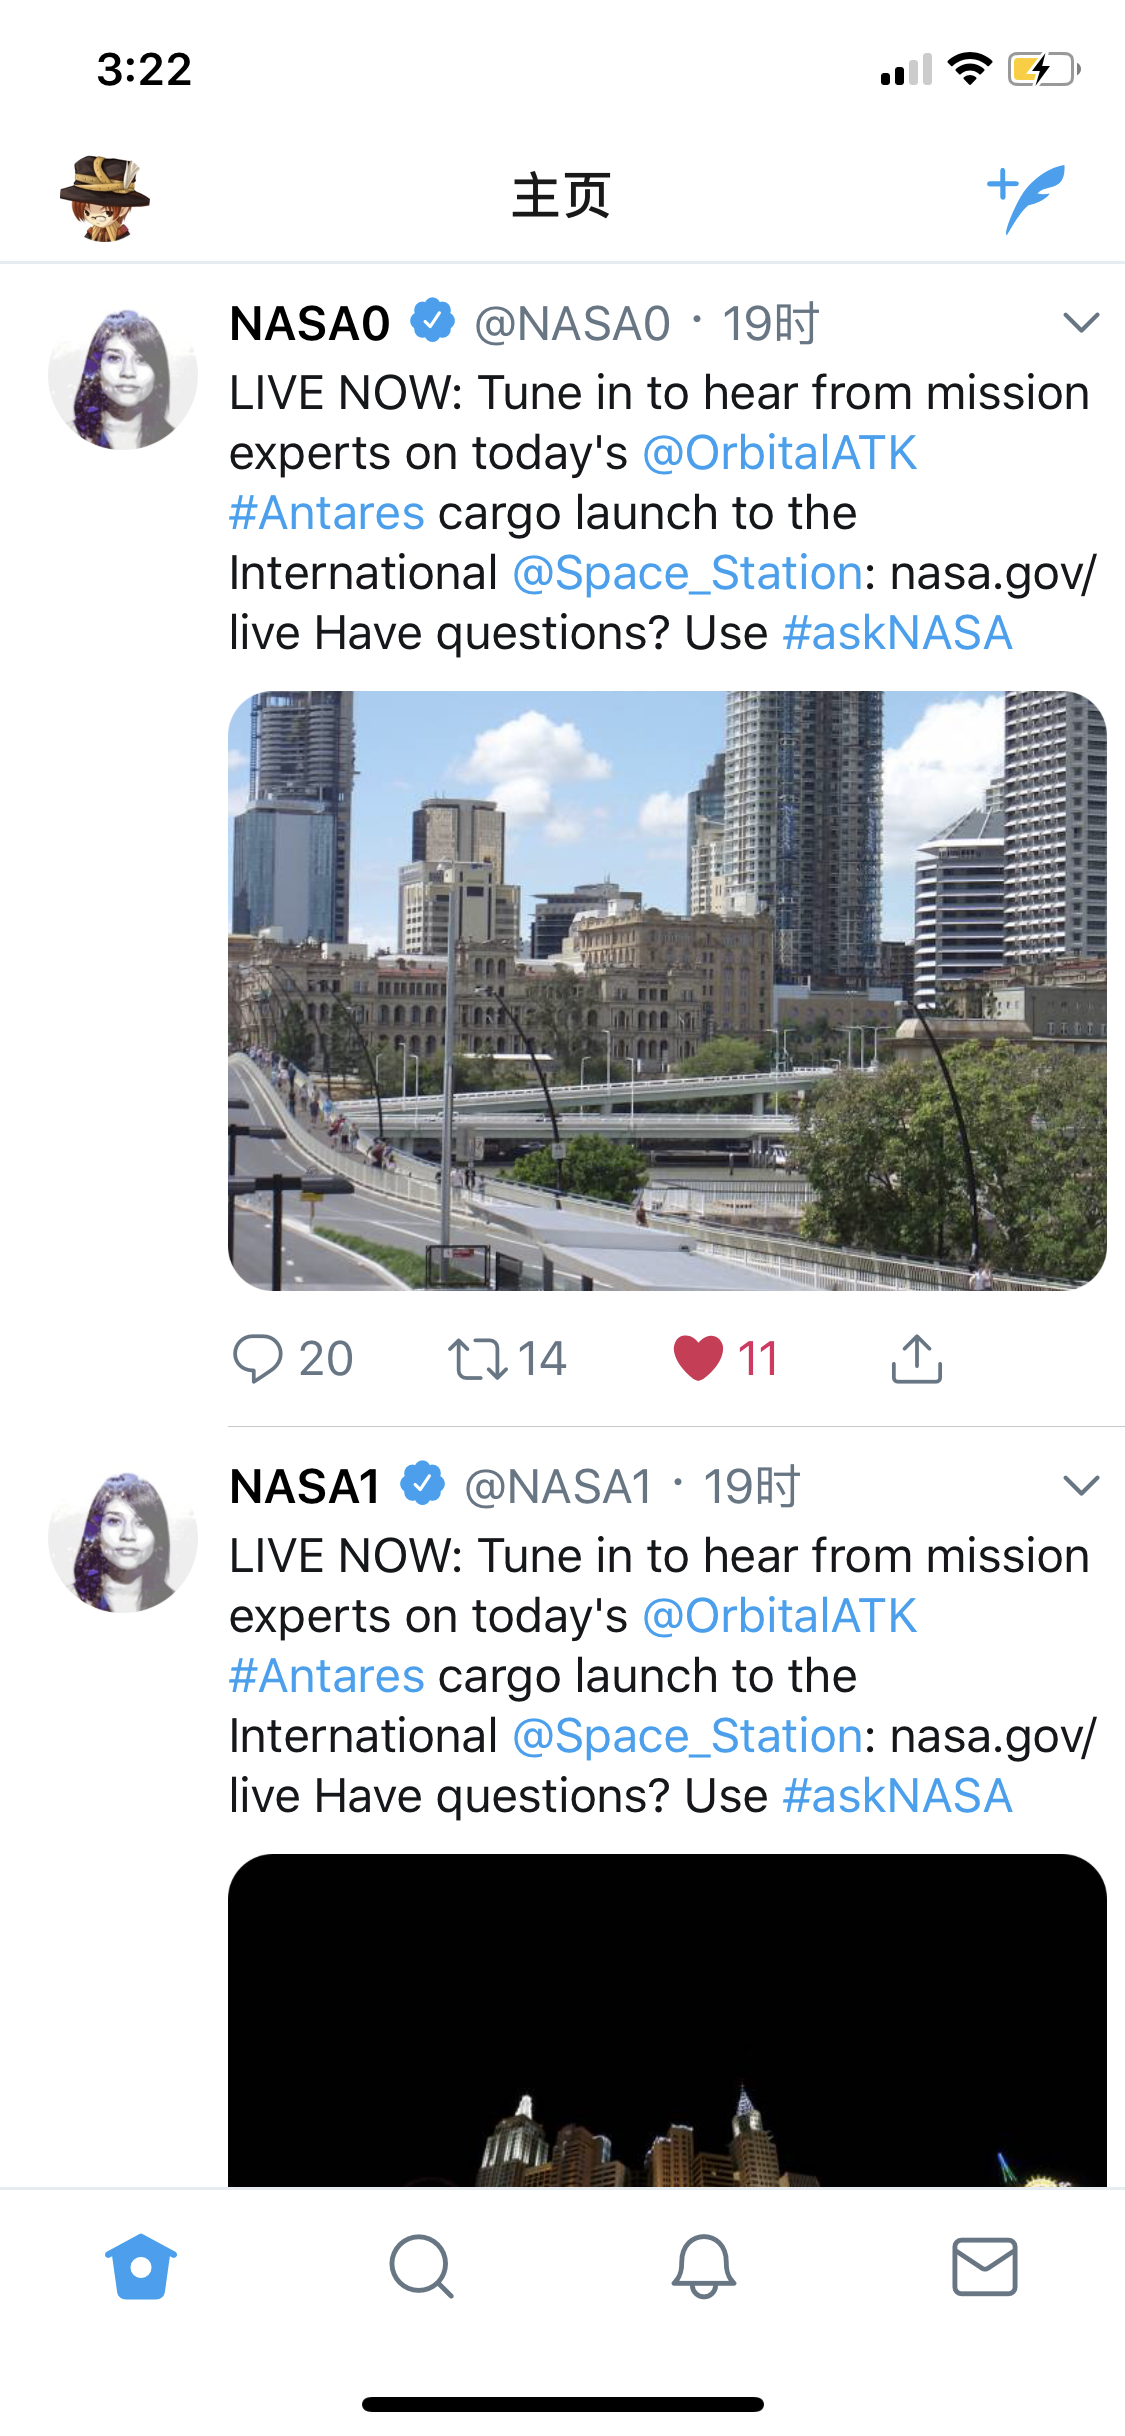 3:22
主页
NASA0 @NASA0 · 19时
LIVE NOW: Tune in to hear from mission
experts on today's @OrbitalATK
#Antares cargo launch to the
International @Space_Station: nasa.gov/
live Have questions? Use #askNASA
20 14 11
NASA1 @NASA1 · 19时
LIVE NOW: Tune in to hear from mission
experts on today's @OrbitalATK
#Antares cargo launch to the
International @Space_Station: nasa.gov/
live Have questions? Use #askNASA